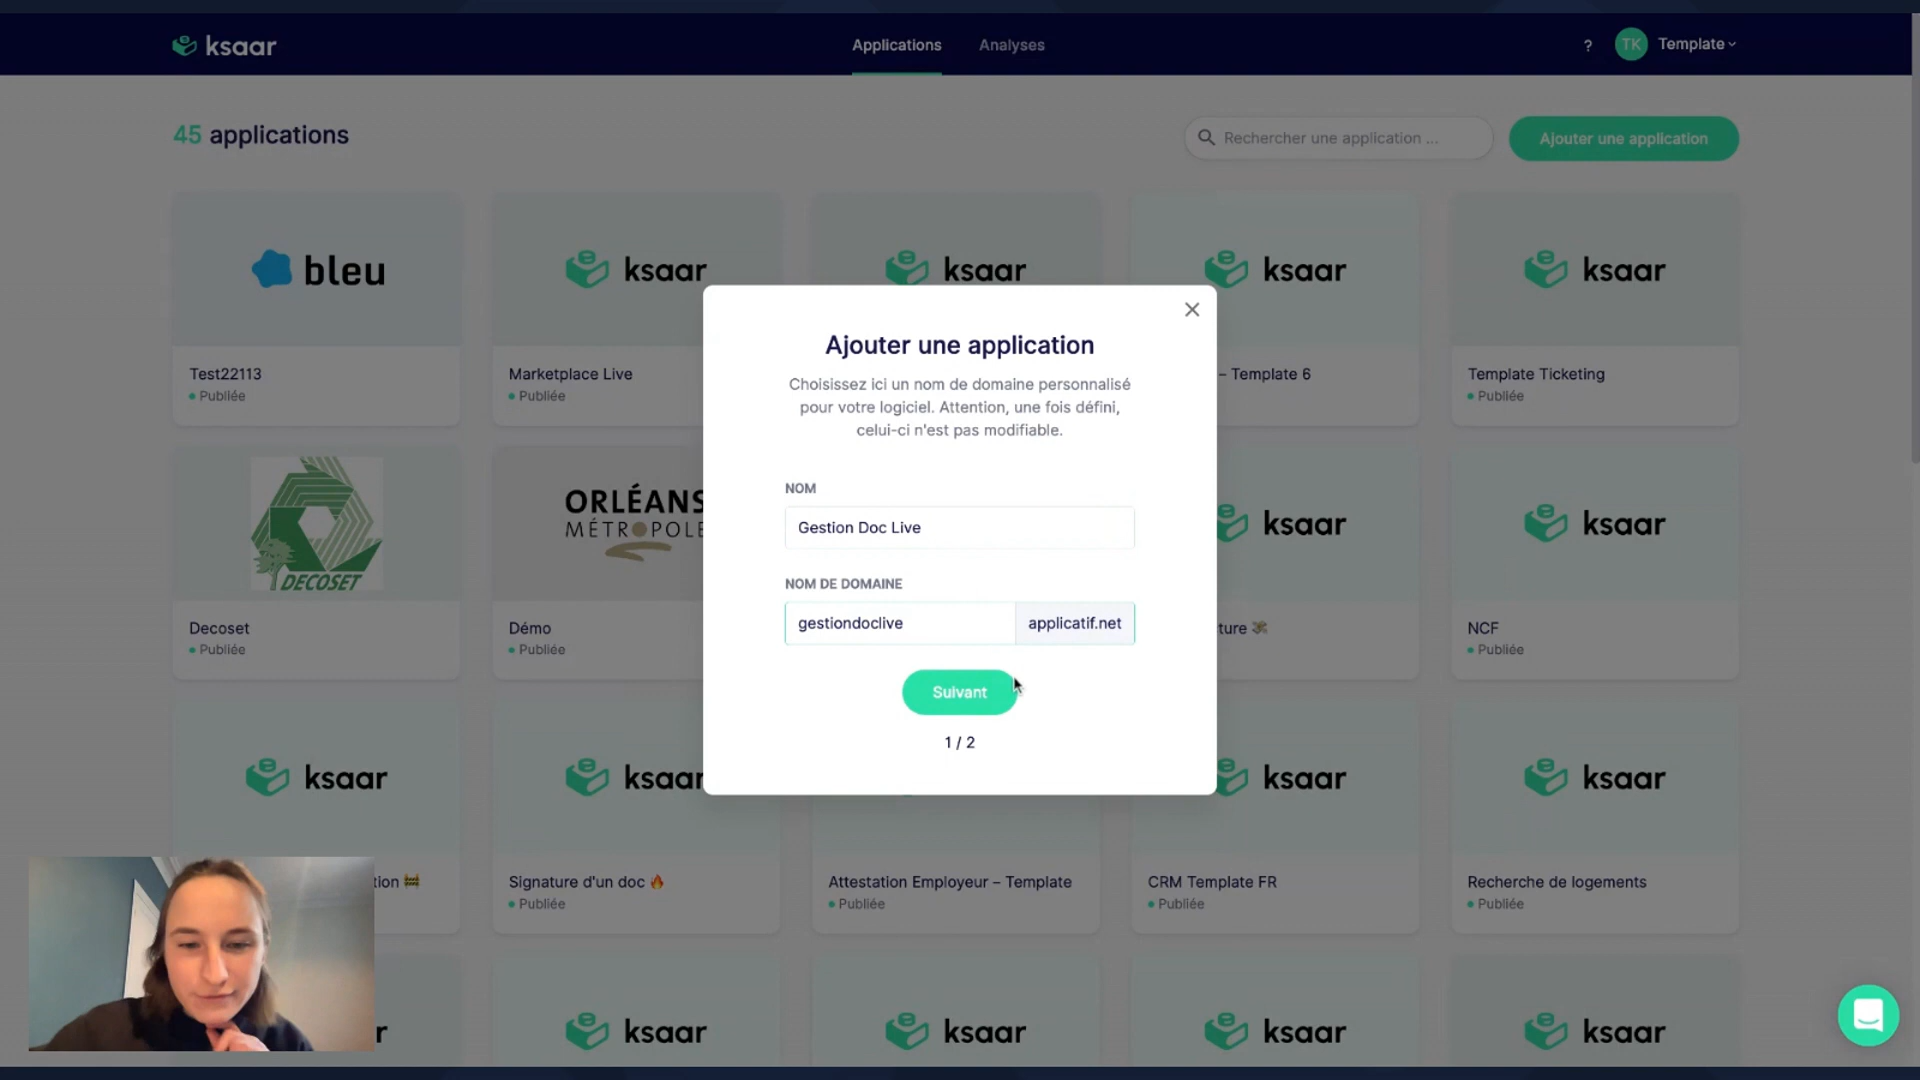 ksaar
Applications
Analyses
?
TK
Template
45 applications
Rechercher une application ...
Ajouter une application
bleu
ksaar
ksaar
ksaar
ksaar
Test22113
Publiée
Marketplace Live
Publiée
– Template 6
Template Ticketing
Publiée
Ajouter une application
Choisissez ici un nom de domaine personnalisé
pour votre logiciel. Attention, une fois défini,
celui-ci n'est pas modifiable.
NOM
Gestion Doc Live
NOM DE DOMAINE
gestiondoclive
applicatif.net
Suivant
1 / 2
DECOSET
ORLÉANS
MÉTROPOLE
ksaar
ksaar
Decoset
Publiée
Démo
Publiée
ture 💸
NCF
Publiée
ksaar
ksaar
ksaar
ksaar
tion 🚧
Signature d'un doc 🔥
Publiée
Attestation Employeur – Template
Publiée
CRM Template FR
Publiée
Recherche de logements
Publiée
ksaar
ksaar
ksaar
ksaar